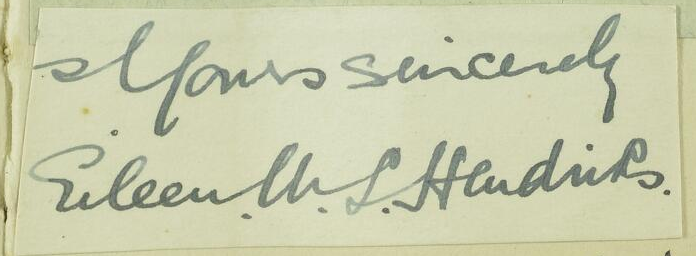 Yours sincerely
Eileen. M. L. Hendriks.